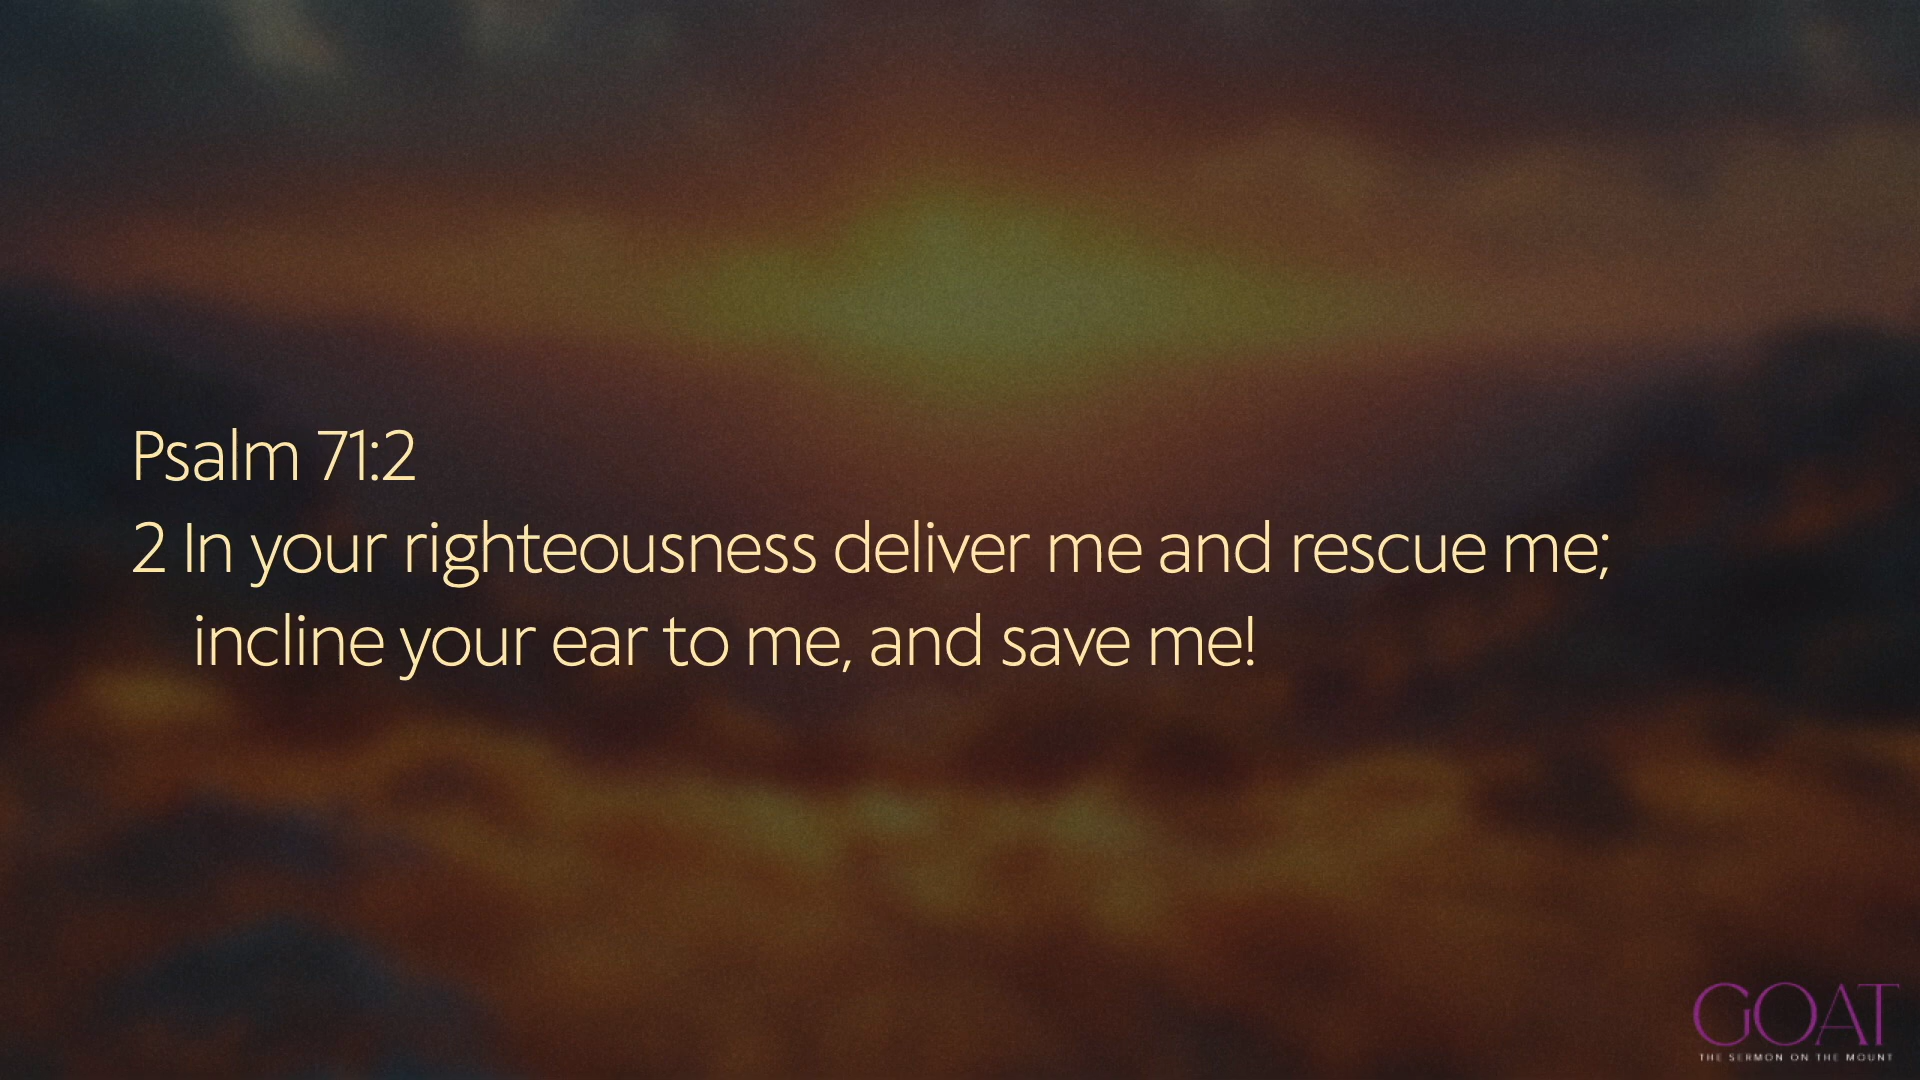 Psalm 71:2
2 In your righteousness deliver me and rescue me;
incline your ear to me, and save me!
GOAT
THE SERMON ON THE MOUNT